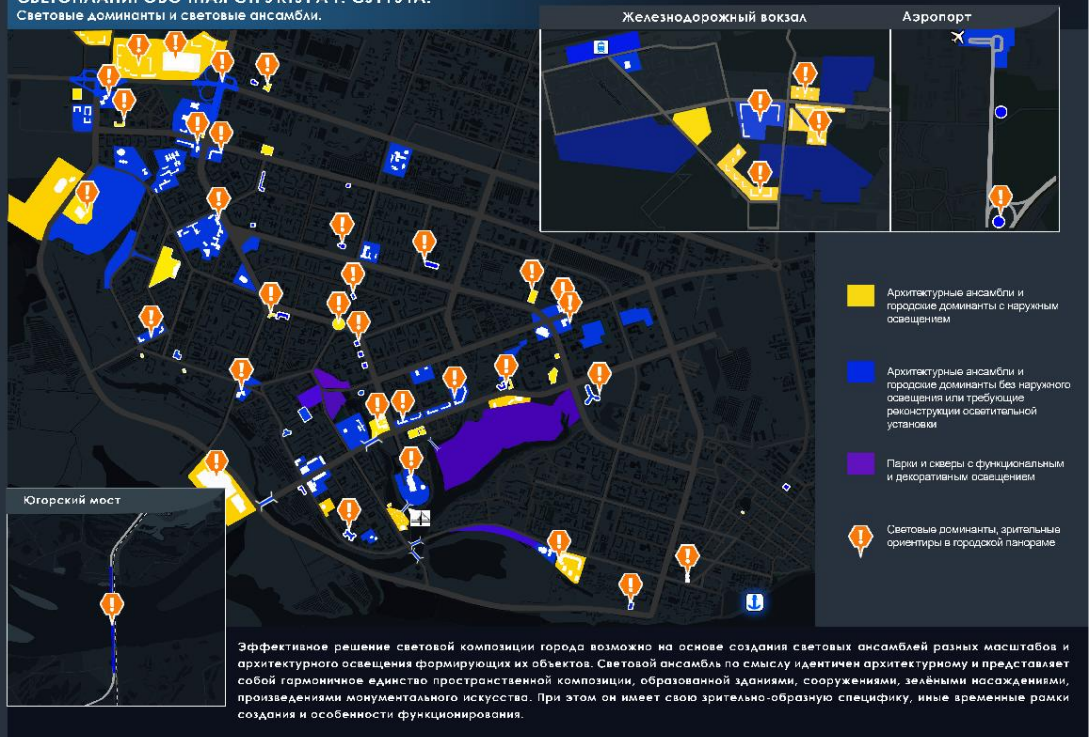 СВЕТОПЛАНИРОВОЧНАЯ СТРУКТУРА Г. СУРГУТА.
Световые доминанты и световые ансамбли.
Железнодорожный вокзал
Аэропорт
Архитектурные ансамбли и
городские доминанты с наружным
освещением
Архитектурные ансамбли и
городские доминанты без наружного
освещения или требующие
реконструкции осветительной
установки
Парки и скверы с функциональным
и декоративным освещением
Световые доминанты, зрительные
ориентиры в городской панораме
Югорский мост
Эффективное решение световой композиции города возможно на основе создания световых ансамблей разных масштабов и
архитектурного освещения формирующих их объектов. Световой ансамбль по смыслу идентичен архитектурному и представляет
собой гармоничное единство пространственной композиции, образованной зданиями, сооружениями, зелёными насаждениями,
произведениями монументального искусства. При этом он имеет свою зрительно-образную специфику, иные временные рамки
создания и особенности функционирования.